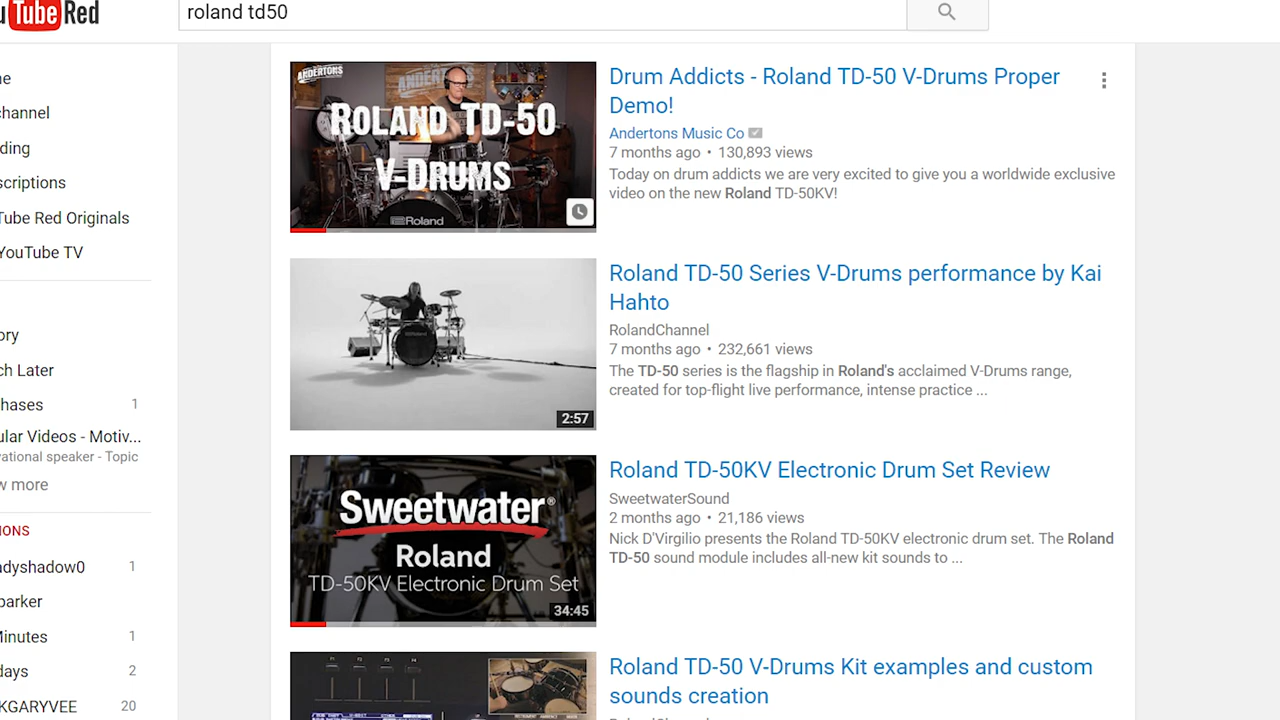 u Tube Red
roland td50
ne
channel
ding
scriptions
Tube Red Originals
YouTube TV
ory
ch Later
hases 1
ular Videos - Motiv...
vational speaker - Topic
w more
IONS
adyshadow0 1
parker
Minutes 1
days 2
KGARYVEE 20
ANDERTONS
ANDERTONS
ROLAND TD-50
V-DRUMS
Roland
Drum Addicts - Roland TD-50 V-Drums Proper
Demo!
Andertons Music Co
7 months ago • 130,893 views
Today on drum addicts we are very excited to give you a worldwide exclusive
video on the new Roland TD-50KV!
2:57
Roland TD-50 Series V-Drums performance by Kai
Hahto
RolandChannel
7 months ago • 232,661 views
The TD-50 series is the flagship in Roland's acclaimed V-Drums range,
created for top-flight live performance, intense practice ...
Sweetwater®
Roland
TD-50KV Electronic Drum Set
34:45
Roland TD-50KV Electronic Drum Set Review
SweetwaterSound
2 months ago • 21,186 views
Nick D'Virgilio presents the Roland TD-50KV electronic drum set. The Roland
TD-50 sound module includes all-new kit sounds to ...
Roland TD-50 V-Drums Kit examples and custom
sounds creation